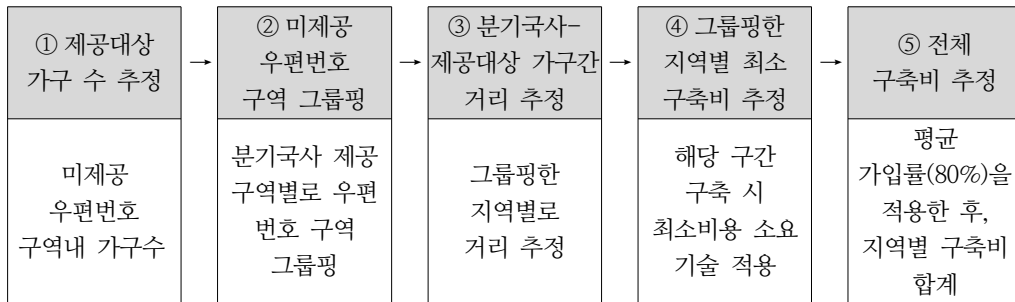 ① 제공대상
가구 수 추정
② 미제공
우편번호
구역 그룹핑
③ 분기국사-
제공대상 가구간
거리 추정
④ 그룹핑한
지역별 최소
구축비 추정
⑤ 전체
구축비 추정
미제공
우편번호
구역내 가구수
분기국사 제공
구역별로 우편
번호 구역
그룹핑
그룹핑한
지역별로
거리 추정
해당 구간
구축 시
최소비용 소요
기술 적용
평균
가입률(80%)을
적용한 후,
지역별 구축비
합계